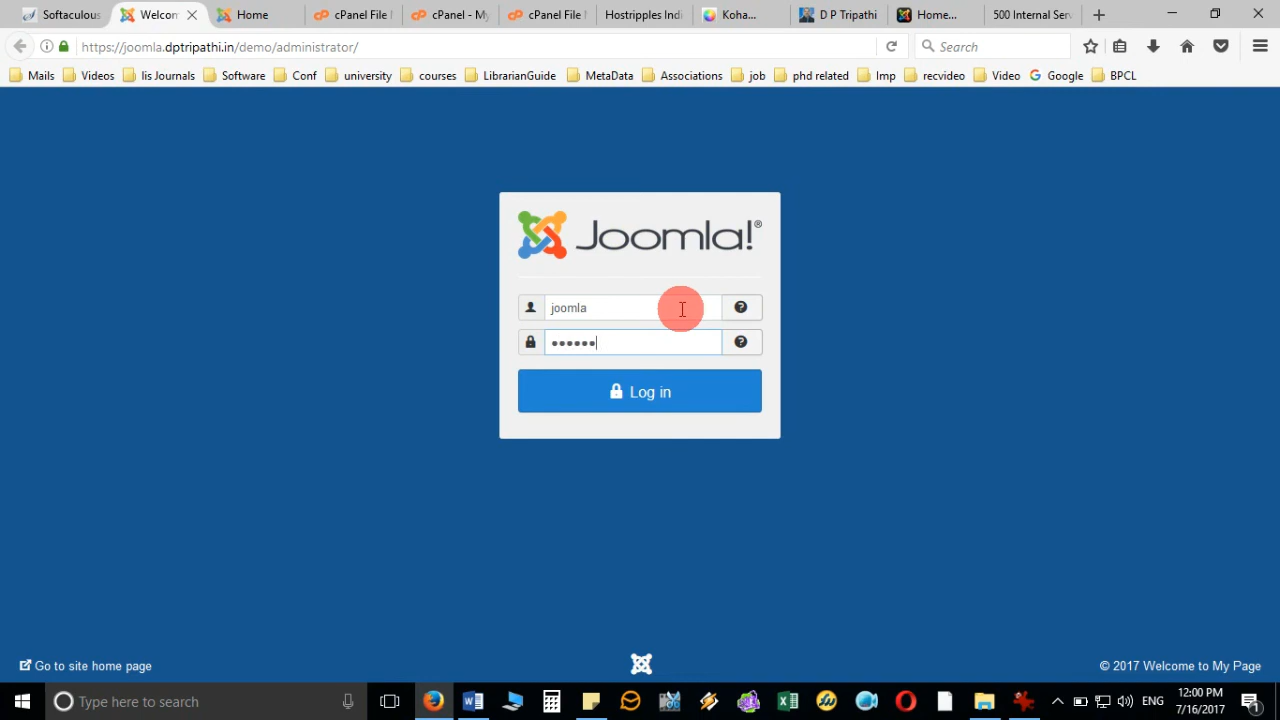 Softaculous
Welcom
Home
cPanel File
cPanel - My
cPanel File
Hostripples Indi
Koha...
D P Tripathi
Home...
500 Internal Serv
https://joomla.dptripathi.in/demo/administrator/
Search
Mails
Videos
lis Journals
Software
Conf
university
courses
LibrarianGuide
MetaData
Associations
job
phd related
Imp
recvideo
Video
Google
BPCL
Joomla!®
joomla
••••••
Log in
Go to site home page
© 2017 Welcome to My Page
Type here to search
ENG
12:00 PM
7/16/2017
1